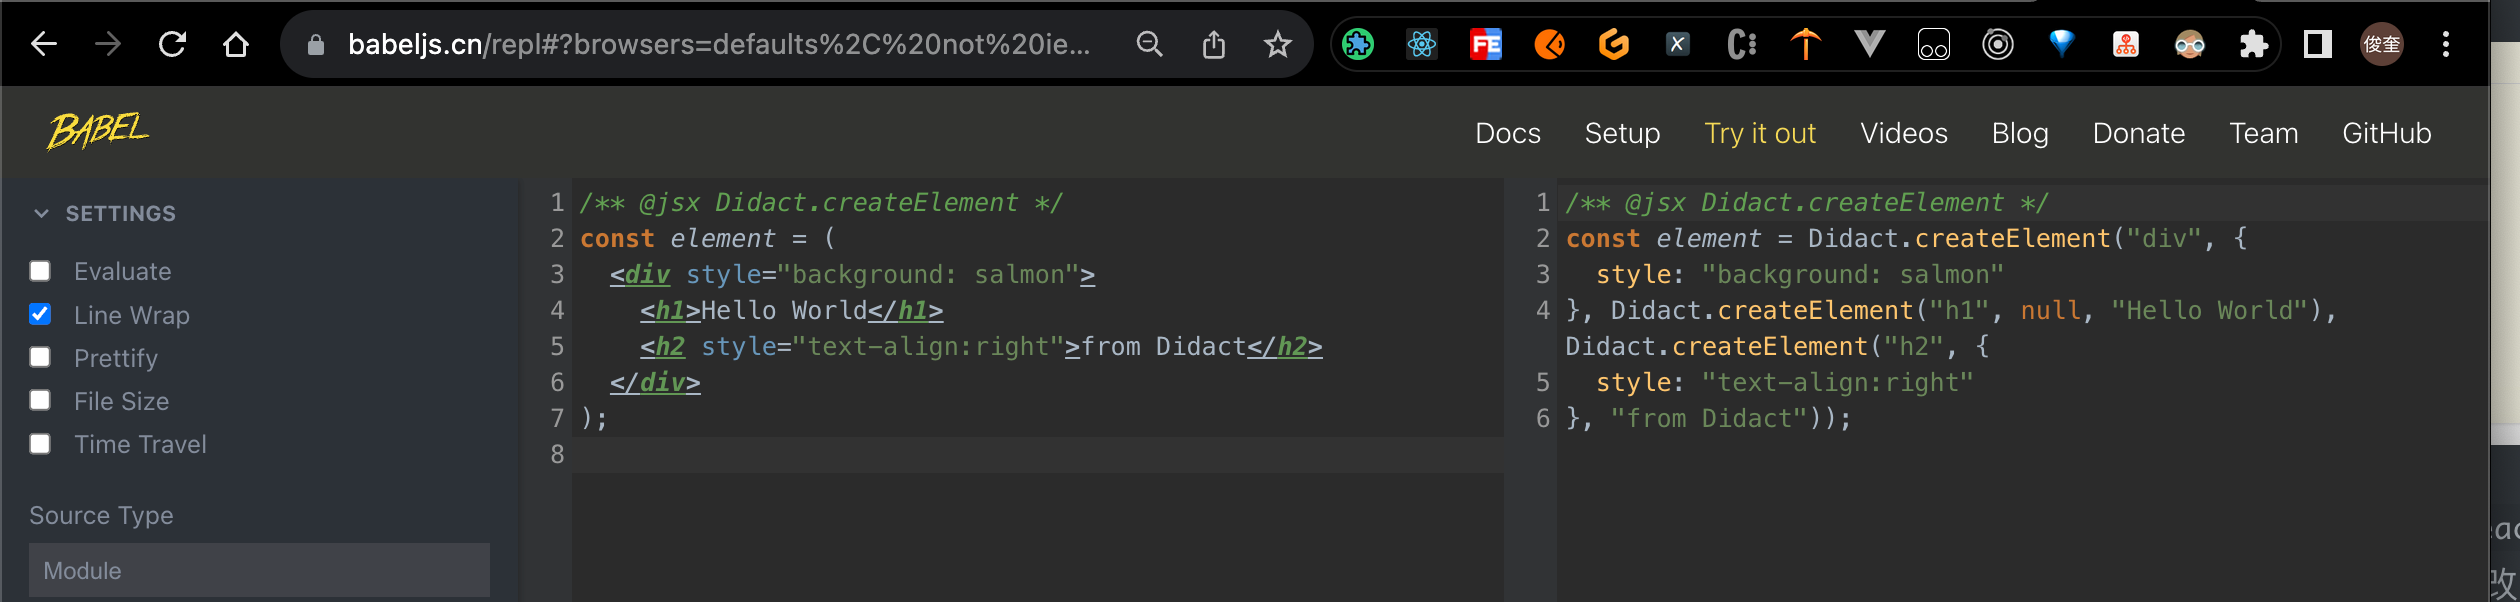 babeljs.cn/repl#?browsers=defaults%2C%20not%20ie...
FE
X
俊奎
BABEL
Docs Setup Try it out Videos Blog Donate Team GitHub
SETTINGS
Evaluate
Line Wrap
Prettify
File Size
Time Travel
Source Type
Module
1 /** @jsx Didact.createElement */
2 const element = (
3 <div style="background: salmon">
4 <h1>Hello World</h1>
5 <h2 style="text-align:right">from Didact</h2>
6 </div>
7 );
8
1 /** @jsx Didact.createElement */
2 const element = Didact.createElement("div", {
3 style: "background: salmon"
4 }, Didact.createElement("h1", null, "Hello World"),
Didact.createElement("h2", {
5 style: "text-align:right"
6 }, "from Didact"));
改